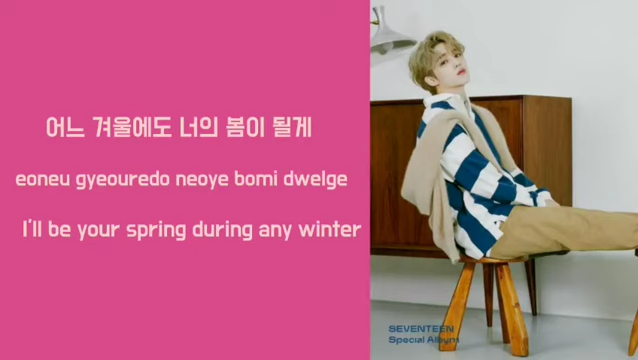 어느 겨울에도 너의 봄이 될게
eoneu gyeouredo neoye bomi dwelge
I'll be your spring during any winter
SEVENTEEN
Special Album